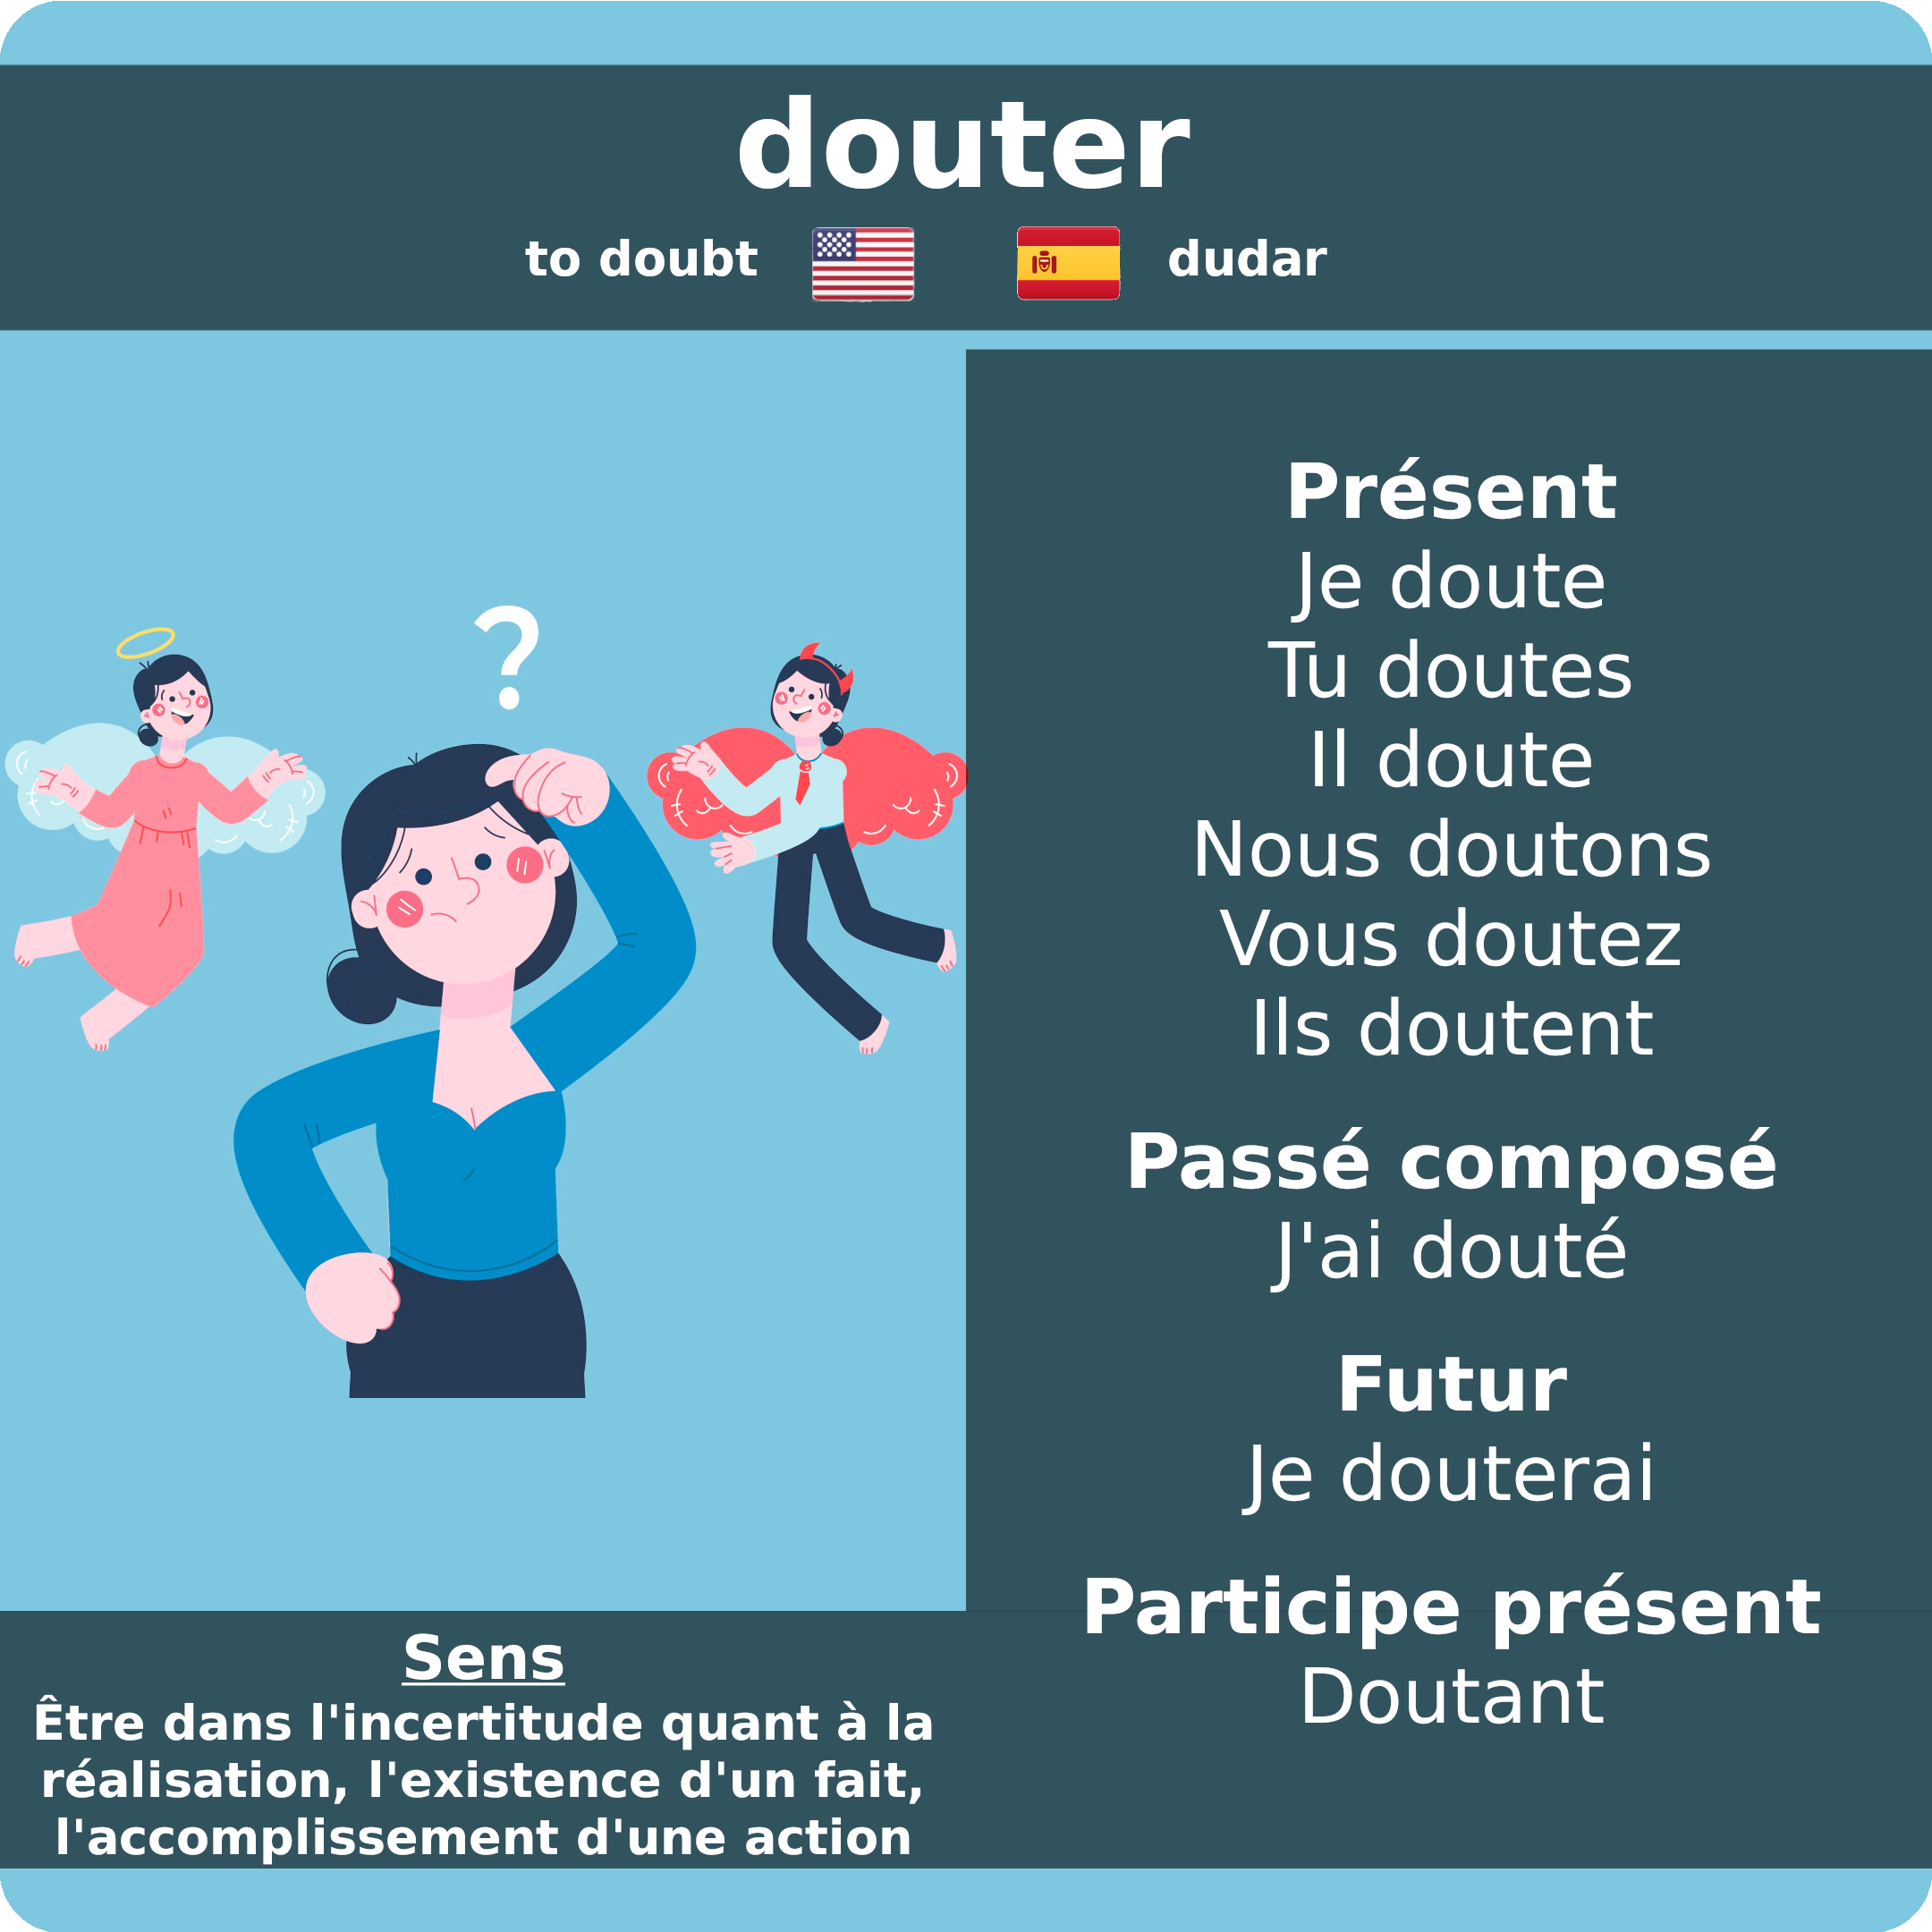 douter
to doubt dudar
?
Présent
Je doute
Tu doutes
Il doute
Nous doutons
Vous doutez
Ils doutent
Passé composé
J'ai douté
Futur
Je douterai
Participe présent
Doutant
Sens
Être dans l'incertitude quant à la
réalisation, l'existence d'un fait,
l'accomplissement d'une action